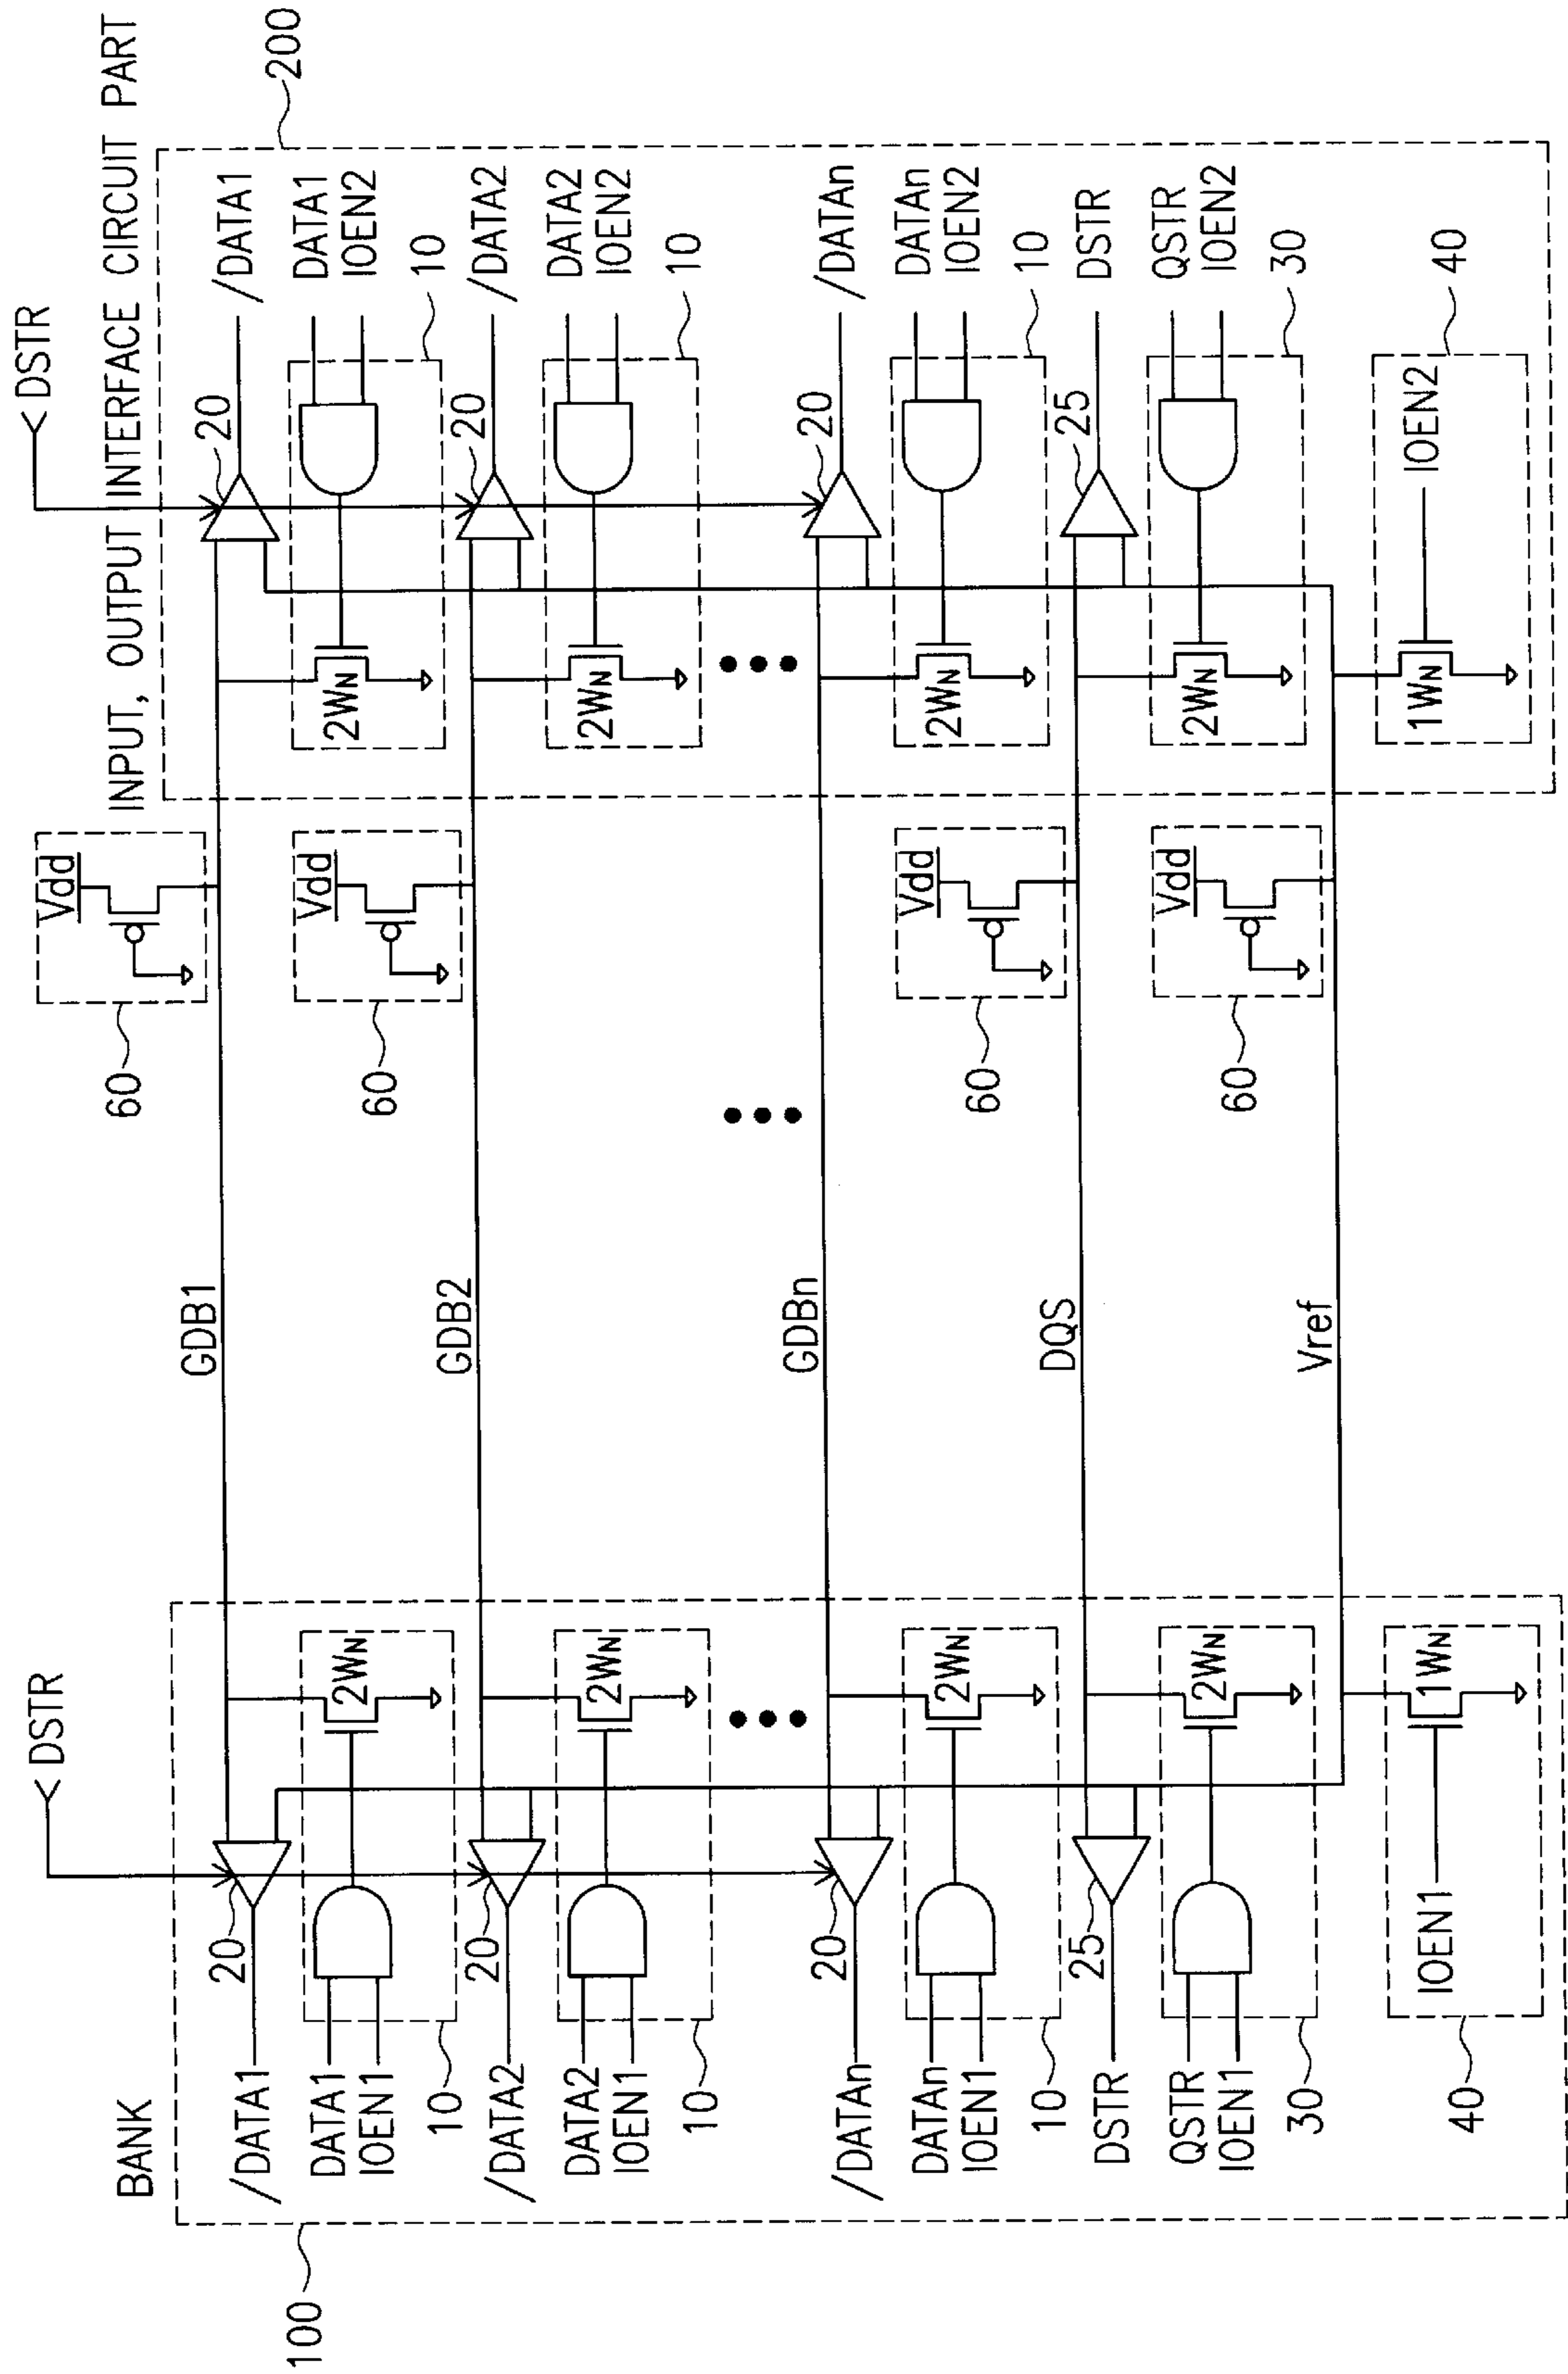 BANK
INPUT, OUTPUT INTERFACE CIRCUIT PART
100
200
DSTR
DSTR
Vdd
60
GDB1
20
/DATA1
20
/DATA1
DATA1
IOEN1
10
2WN
2WN
DATA1
IOEN2
10
Vdd
60
GDB2
20
/DATA2
20
/DATA2
DATA2
IOEN1
10
2WN
2WN
DATA2
IOEN2
10
GDBn
20
/DATAn
20
/DATAn
DATAn
IOEN1
10
2WN
2WN
DATAn
IOEN2
10
Vdd
60
DQS
25
DSTR
25
DSTR
QSTR
IOEN1
30
2WN
2WN
QSTR
IOEN2
30
Vdd
60
Vref
IOEN1
1WN
40
1WN
IOEN2
40